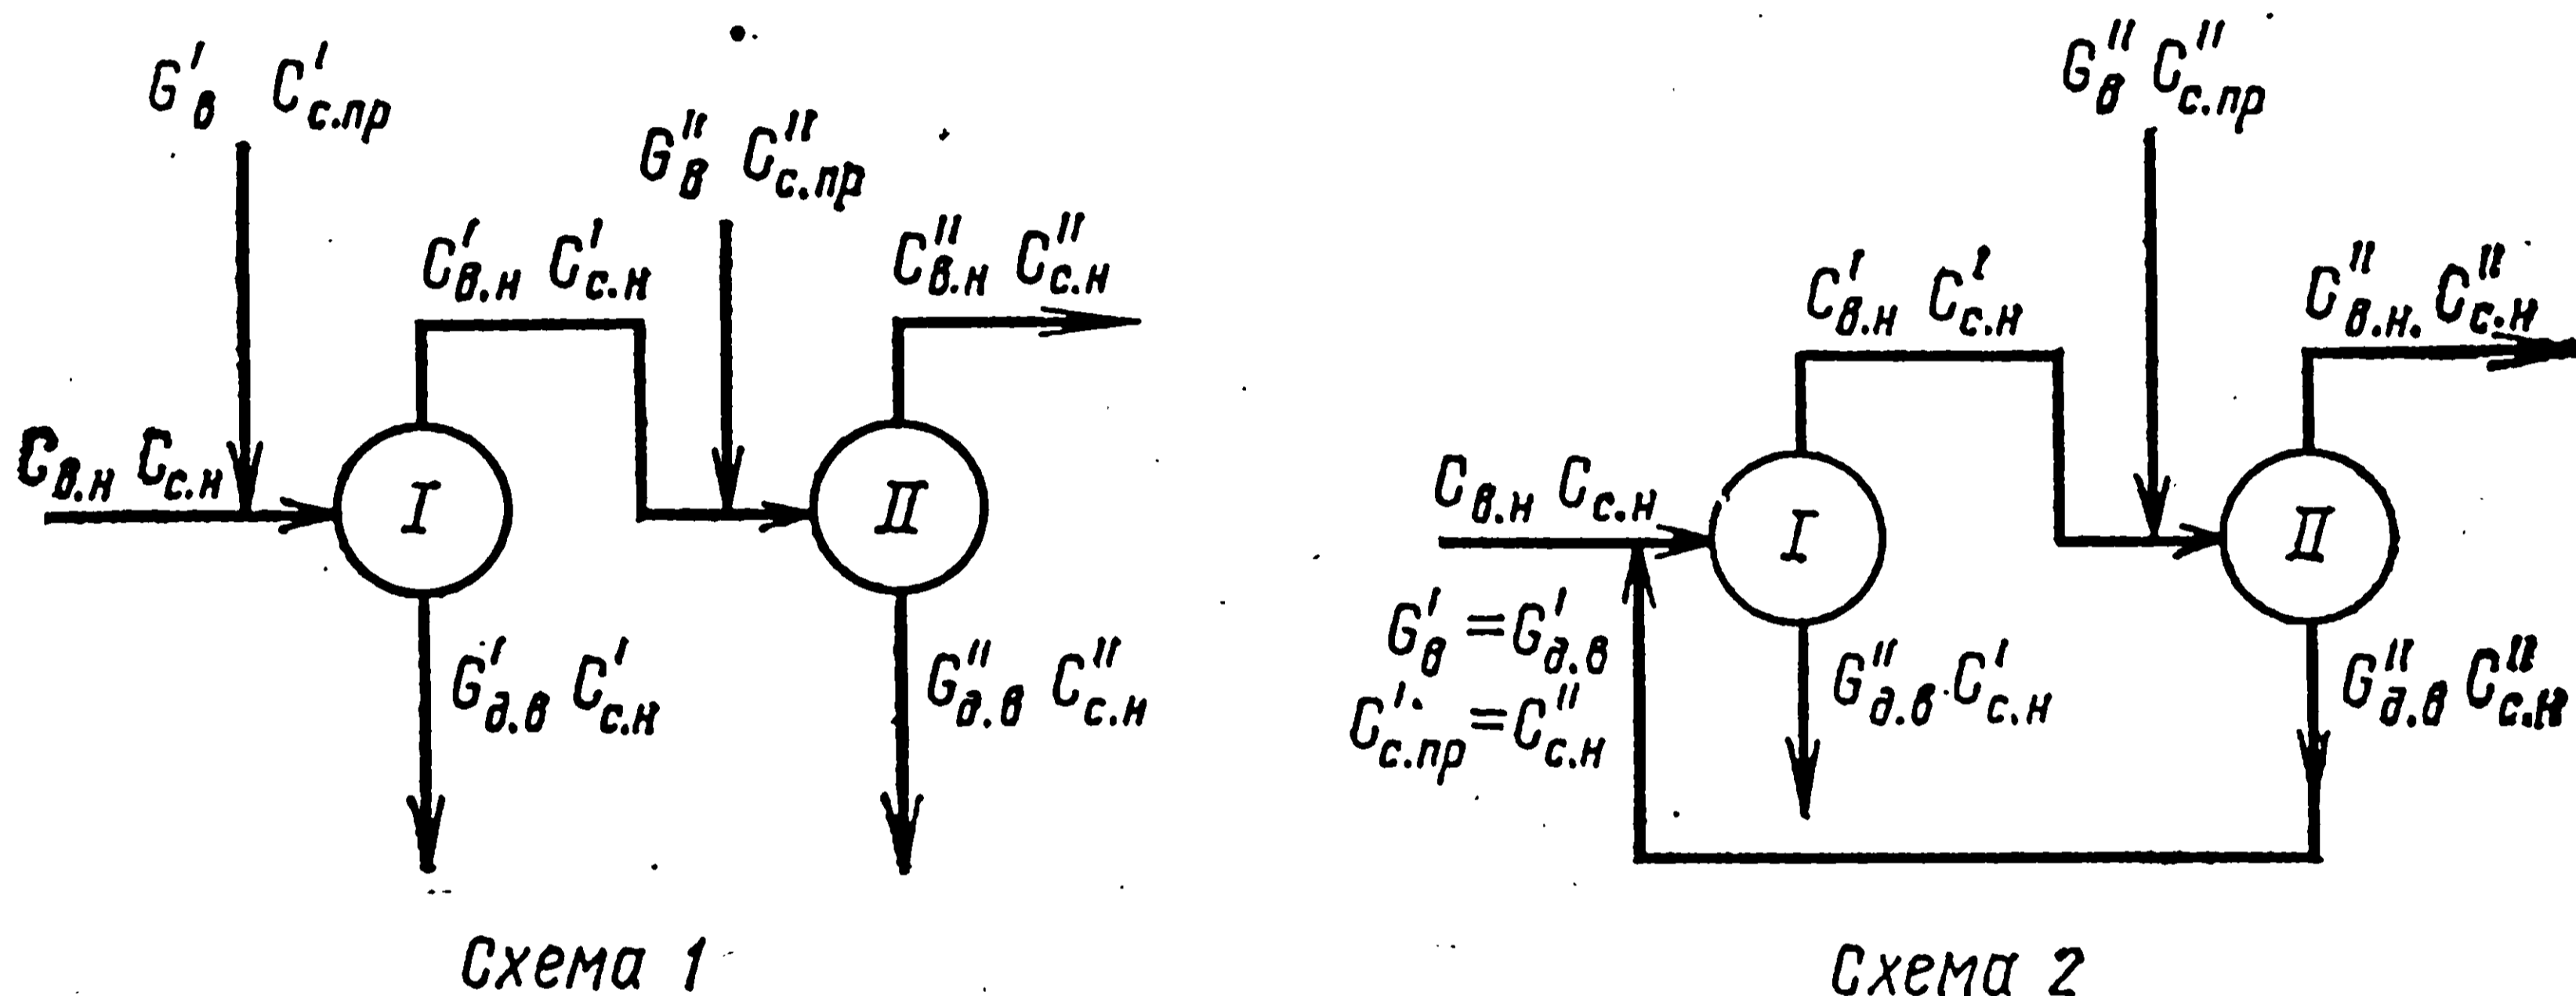 G'в C'с.пр
G''в C''с.пр
C'в.н C'с.н
C''в.н C''с.н
Cв.н Cс.н
I
II
G'д.в C'с.н
G''д.в C''с.н
Схема 1
G''в C''с.пр
C'в.н C'с.н
C''в.н. C''с.н
Cв.н Cс.н
I
II
G'в = G'д.в
C'с.пр = C''с.н
G''д.в C'с.н
G''д.в C''с.н
Схема 2